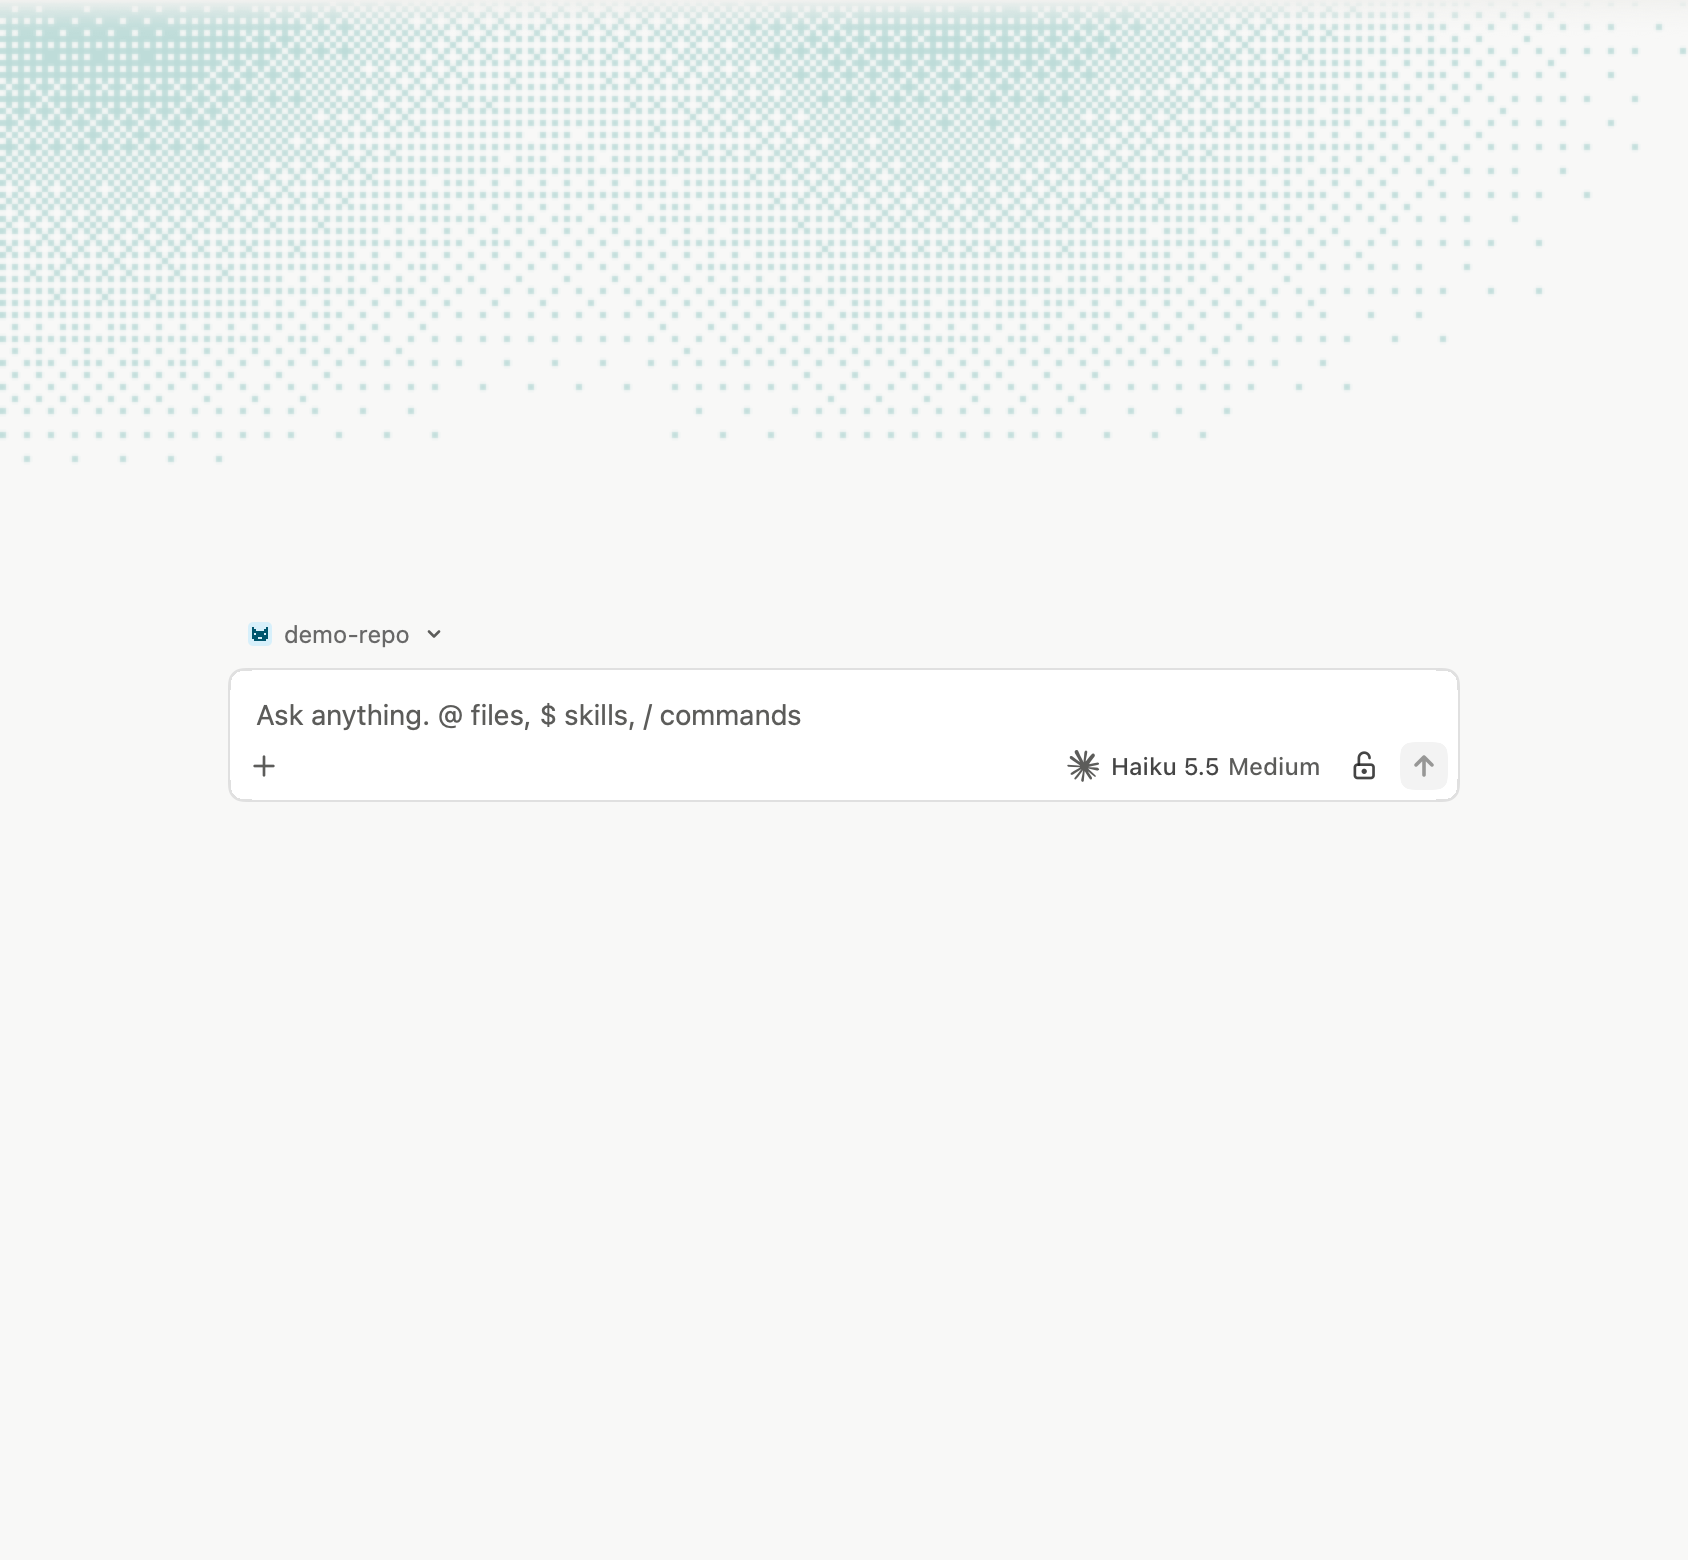 demo-repo
Ask anything. @ files, $ skills, / commands
Haiku 5.5 Medium